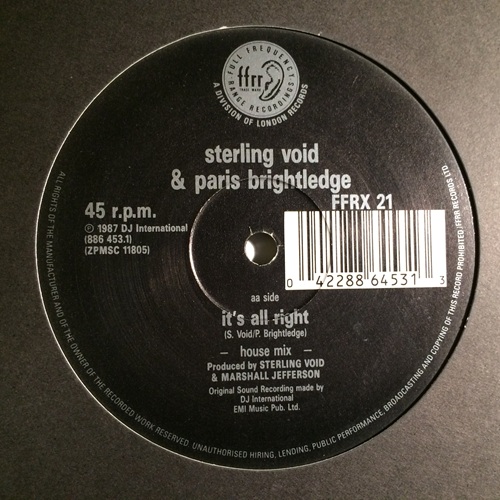 FULL FREQUENCY
RANGE RECORDINGS
ffrr
TRADE MARK
A DIVISION OF LONDON RECORDS
sterling void
& paris brightledge
FFRX 21
45 r.p.m.
℗ 1987 DJ International
(886 453.1)
(ZPMSC 11805)
0 42288 64531 3
aa side
it's all right
(S. Void/P. Brightledge)
– house mix –
Produced by STERLING VOID
& MARSHALL JEFFERSON
Original Sound Recording made by
DJ International
EMI Music Pub. Ltd.
ALL RIGHTS OF THE MANUFACTURER AND OF THE OWNER OF THE RECORDED WORK RESERVED. UNAUTHORISED HIRING, LENDING, PUBLIC PERFORMANCE, BROADCASTING AND COPYING OF THIS RECORD PROHIBITED FFRR RECORDS LTD